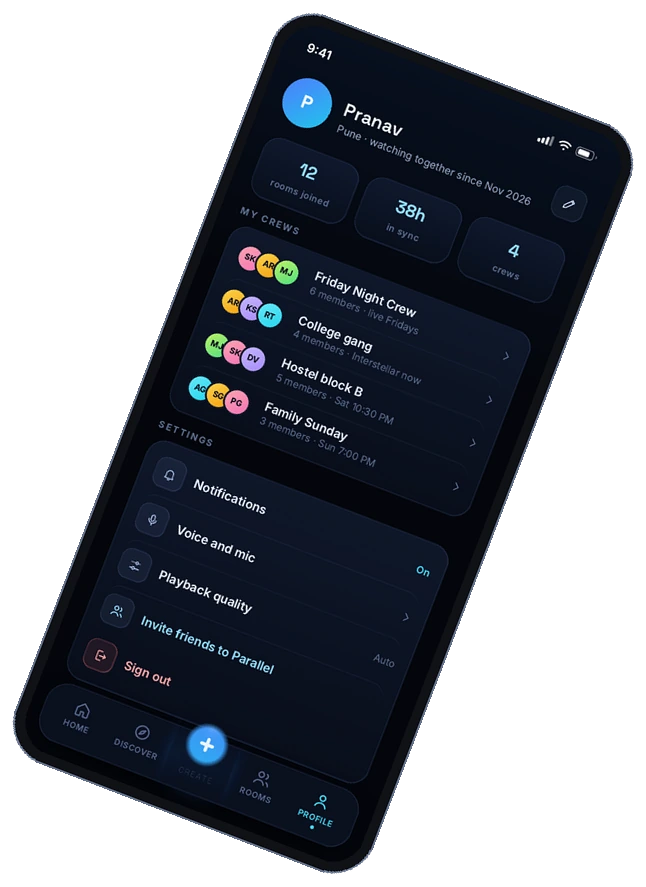 9:41
P
Pranav
Pune · watching together since Nov 2026
12
rooms joined
38h
in sync
4
crews
MY CREWS
SK AR MJ
Friday Night Crew
6 members · live Fridays
AR KS RT
College gang
4 members · Interstellar now
MJ SK DV
Hostel block B
5 members · Sat 10:30 PM
AG SG PG
Family Sunday
3 members · Sun 7:00 PM
SETTINGS
Notifications
On
Voice and mic
Playback quality
Auto
Invite friends to Parallel
Sign out
HOME
DISCOVER
CREATE
ROOMS
PROFILE